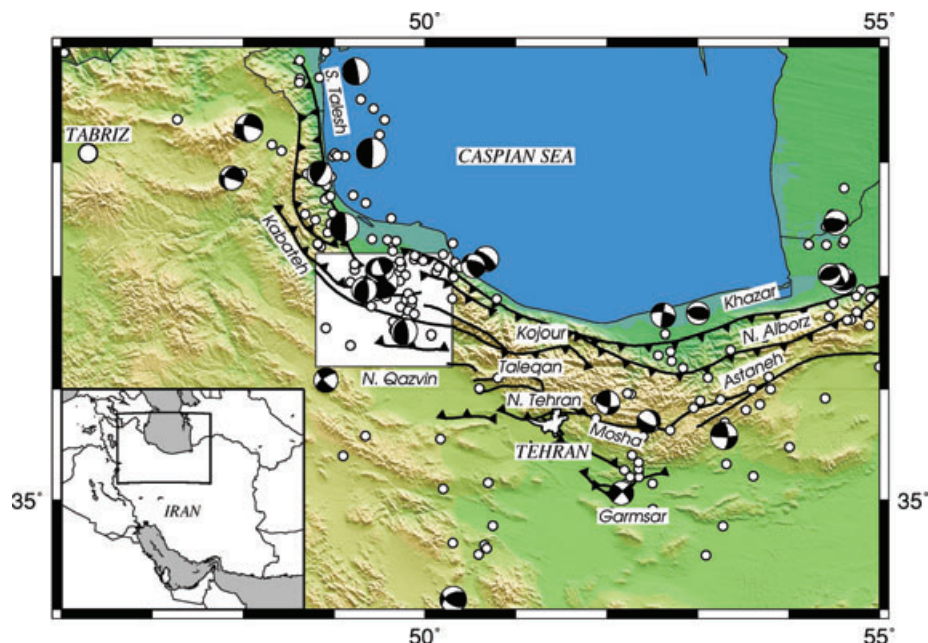 50˚
55˚
S. Talesh
TABRIZ
CASPIAN SEA
Kabateh
Khazar
Kojour
N. Alborz
Astaneh
Taleqan
N. Qazvin
N. Tehran
Mosha
TEHRAN
35˚
35˚
Garmsar
IRAN
50˚
55˚